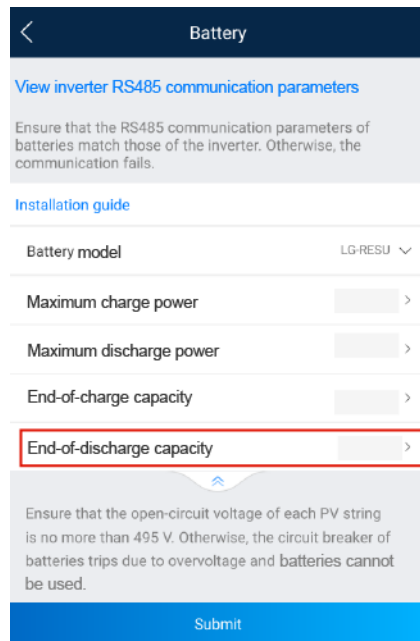 Battery
View inverter RS485 communication parameters
Ensure that the RS485 communication parameters of
batteries match those of the inverter. Otherwise, the
communication fails.
Installation guide
Battery model LG-RESU
Maximum charge power
Maximum discharge power
End-of-charge capacity
End-of-discharge capacity
Ensure that the open-circuit voltage of each PV string
is no more than 495 V. Otherwise, the circuit breaker of
batteries trips due to overvoltage and batteries cannot
be used.
Submit